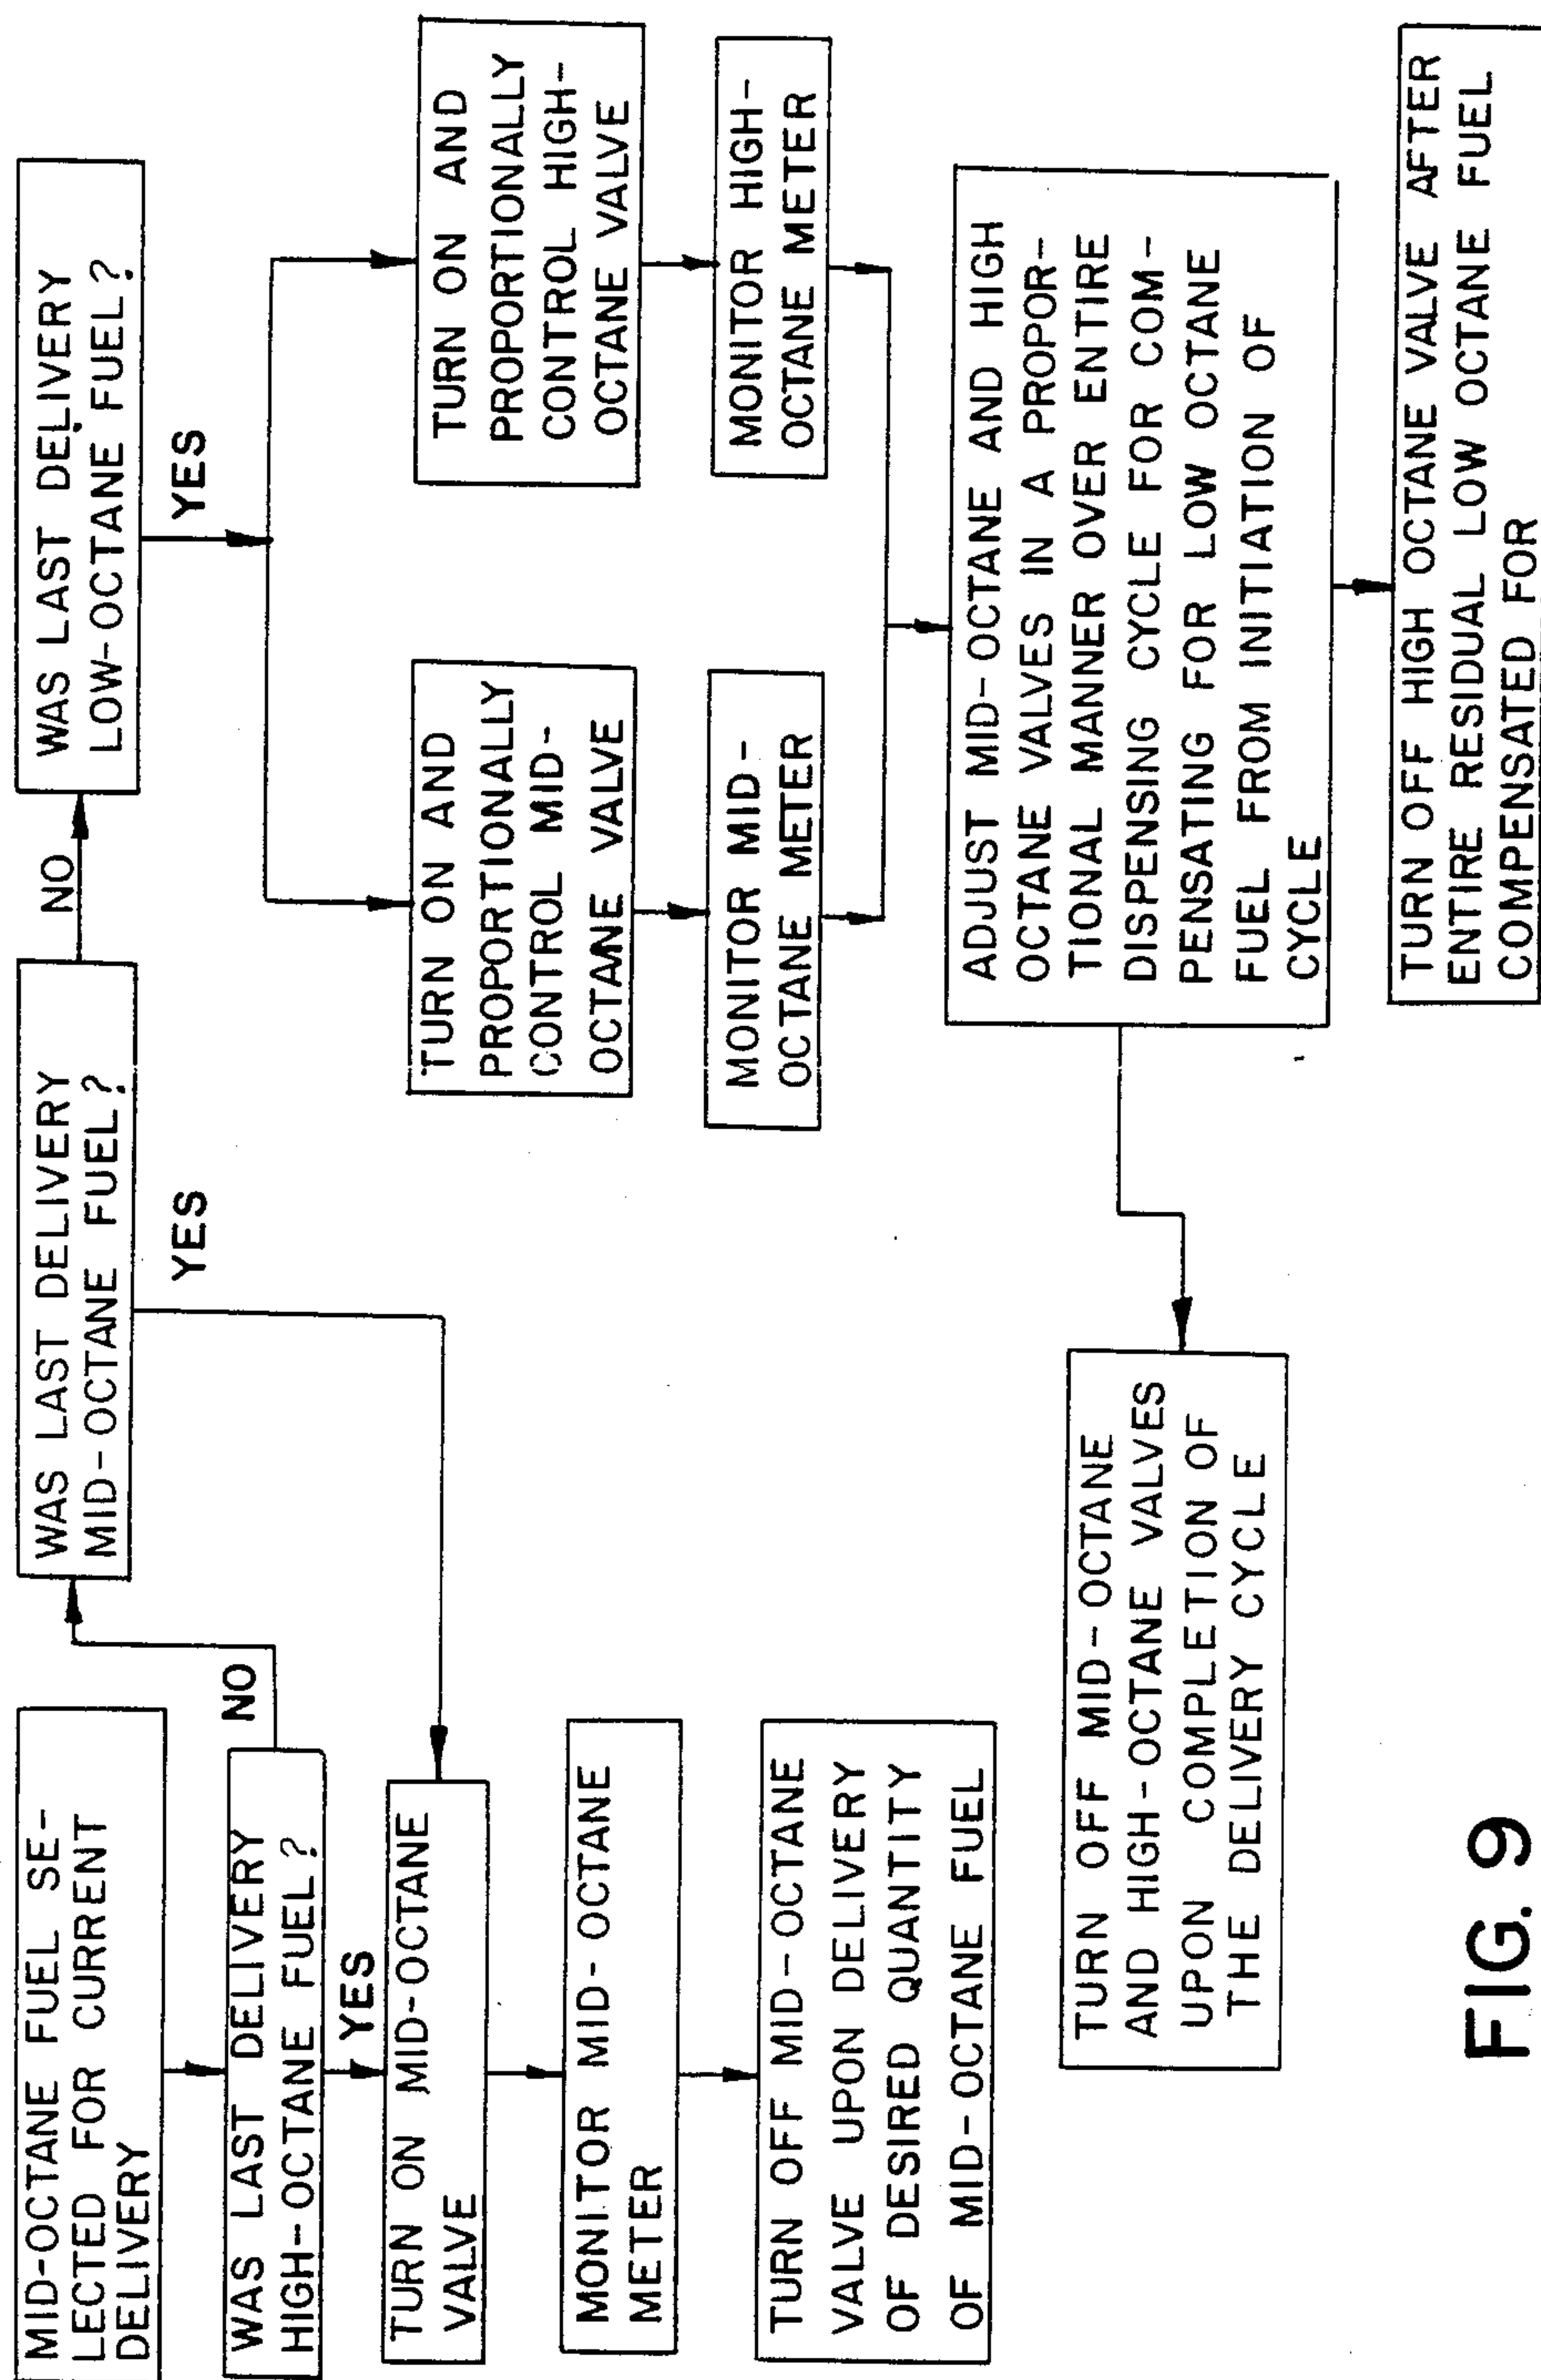 MID-OCTANE FUEL SE-
LECTED FOR CURRENT
DELIVERY
WAS LAST DELIVERY
HIGH-OCTANE FUEL?
NO
YES
TURN ON MID-OCTANE
VALVE
MONITOR MID-OCTANE
METER
TURN OFF MID-OCTANE
VALVE UPON DELIVERY
OF DESIRED QUANTITY
OF MID-OCTANE FUEL
WAS LAST DELIVERY
MID-OCTANE FUEL?
NO
YES
WAS LAST DELIVERY
LOW-OCTANE FUEL?
YES
TURN ON AND
PROPORTIONALLY
CONTROL MID-
OCTANE VALVE
MONITOR MID-
OCTANE METER
TURN ON AND
PROPORTIONALLY
CONTROL HIGH-
OCTANE VALVE
MONITOR HIGH-
OCTANE METER
ADJUST MID-OCTANE AND HIGH
OCTANE VALVES IN A PROPOR-
TIONAL MANNER OVER ENTIRE
DISPENSING CYCLE FOR COM-
PENSATING FOR LOW OCTANE
FUEL FROM INITIATION OF
CYCLE
TURN OFF MID-OCTANE
AND HIGH-OCTANE VALVES
UPON COMPLETION OF
THE DELIVERY CYCLE
TURN OFF HIGH OCTANE VALVE AFTER
ENTIRE RESIDUAL LOW OCTANE FUEL
COMPENSATED FOR
FIG. 9